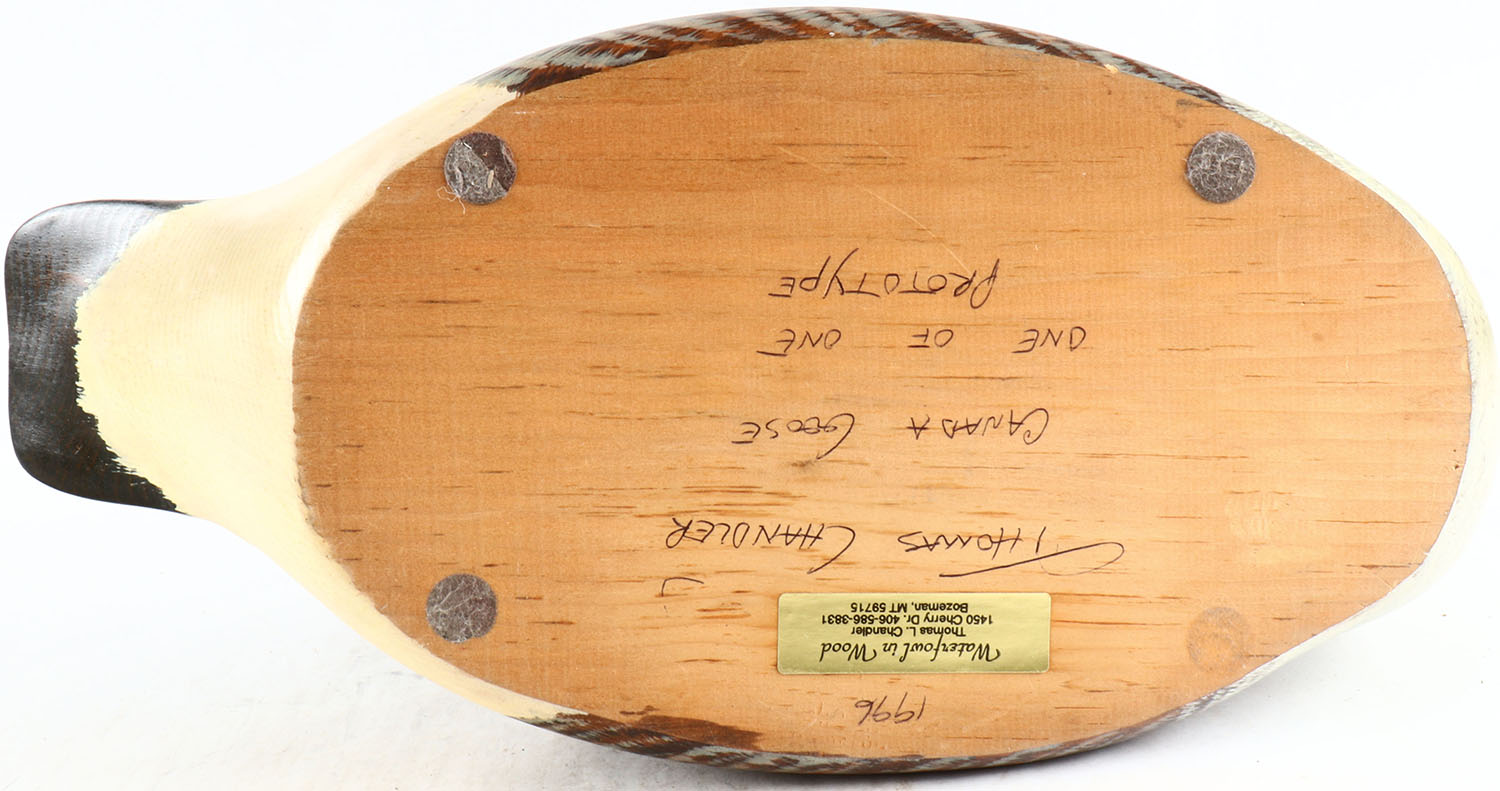 1996
Waterfowl in Wood
Thomas L. Chandler
1450 Cherry Dr. 406-586-3831
Bozeman, MT 59715
THOMAS CHANDLER
CANADA GOOSE
ONE OF ONE
PROTOTYPE